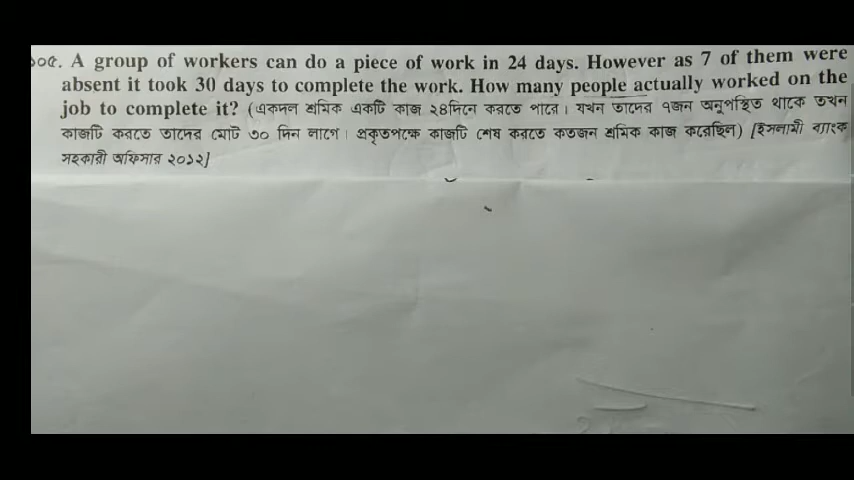 ১০৫. A group of workers can do a piece of work in 24 days. However as 7 of them were
absent it took 30 days to complete the work. How many people actually worked on the
job to complete it? (একদল শ্রমিক একটি কাজ ২৪দিনে করতে পারে। যখন তাদের ৭জন অনুপস্থিত থাকে তখন
কাজটি করতে তাদের মোট ৩০ দিন লাগে। প্রকৃতপক্ষে কাজটি শেষ করতে কতজন শ্রমিক কাজ করেছিল) [ইসলামী ব্যাংক
সহকারী অফিসার ২০১২]